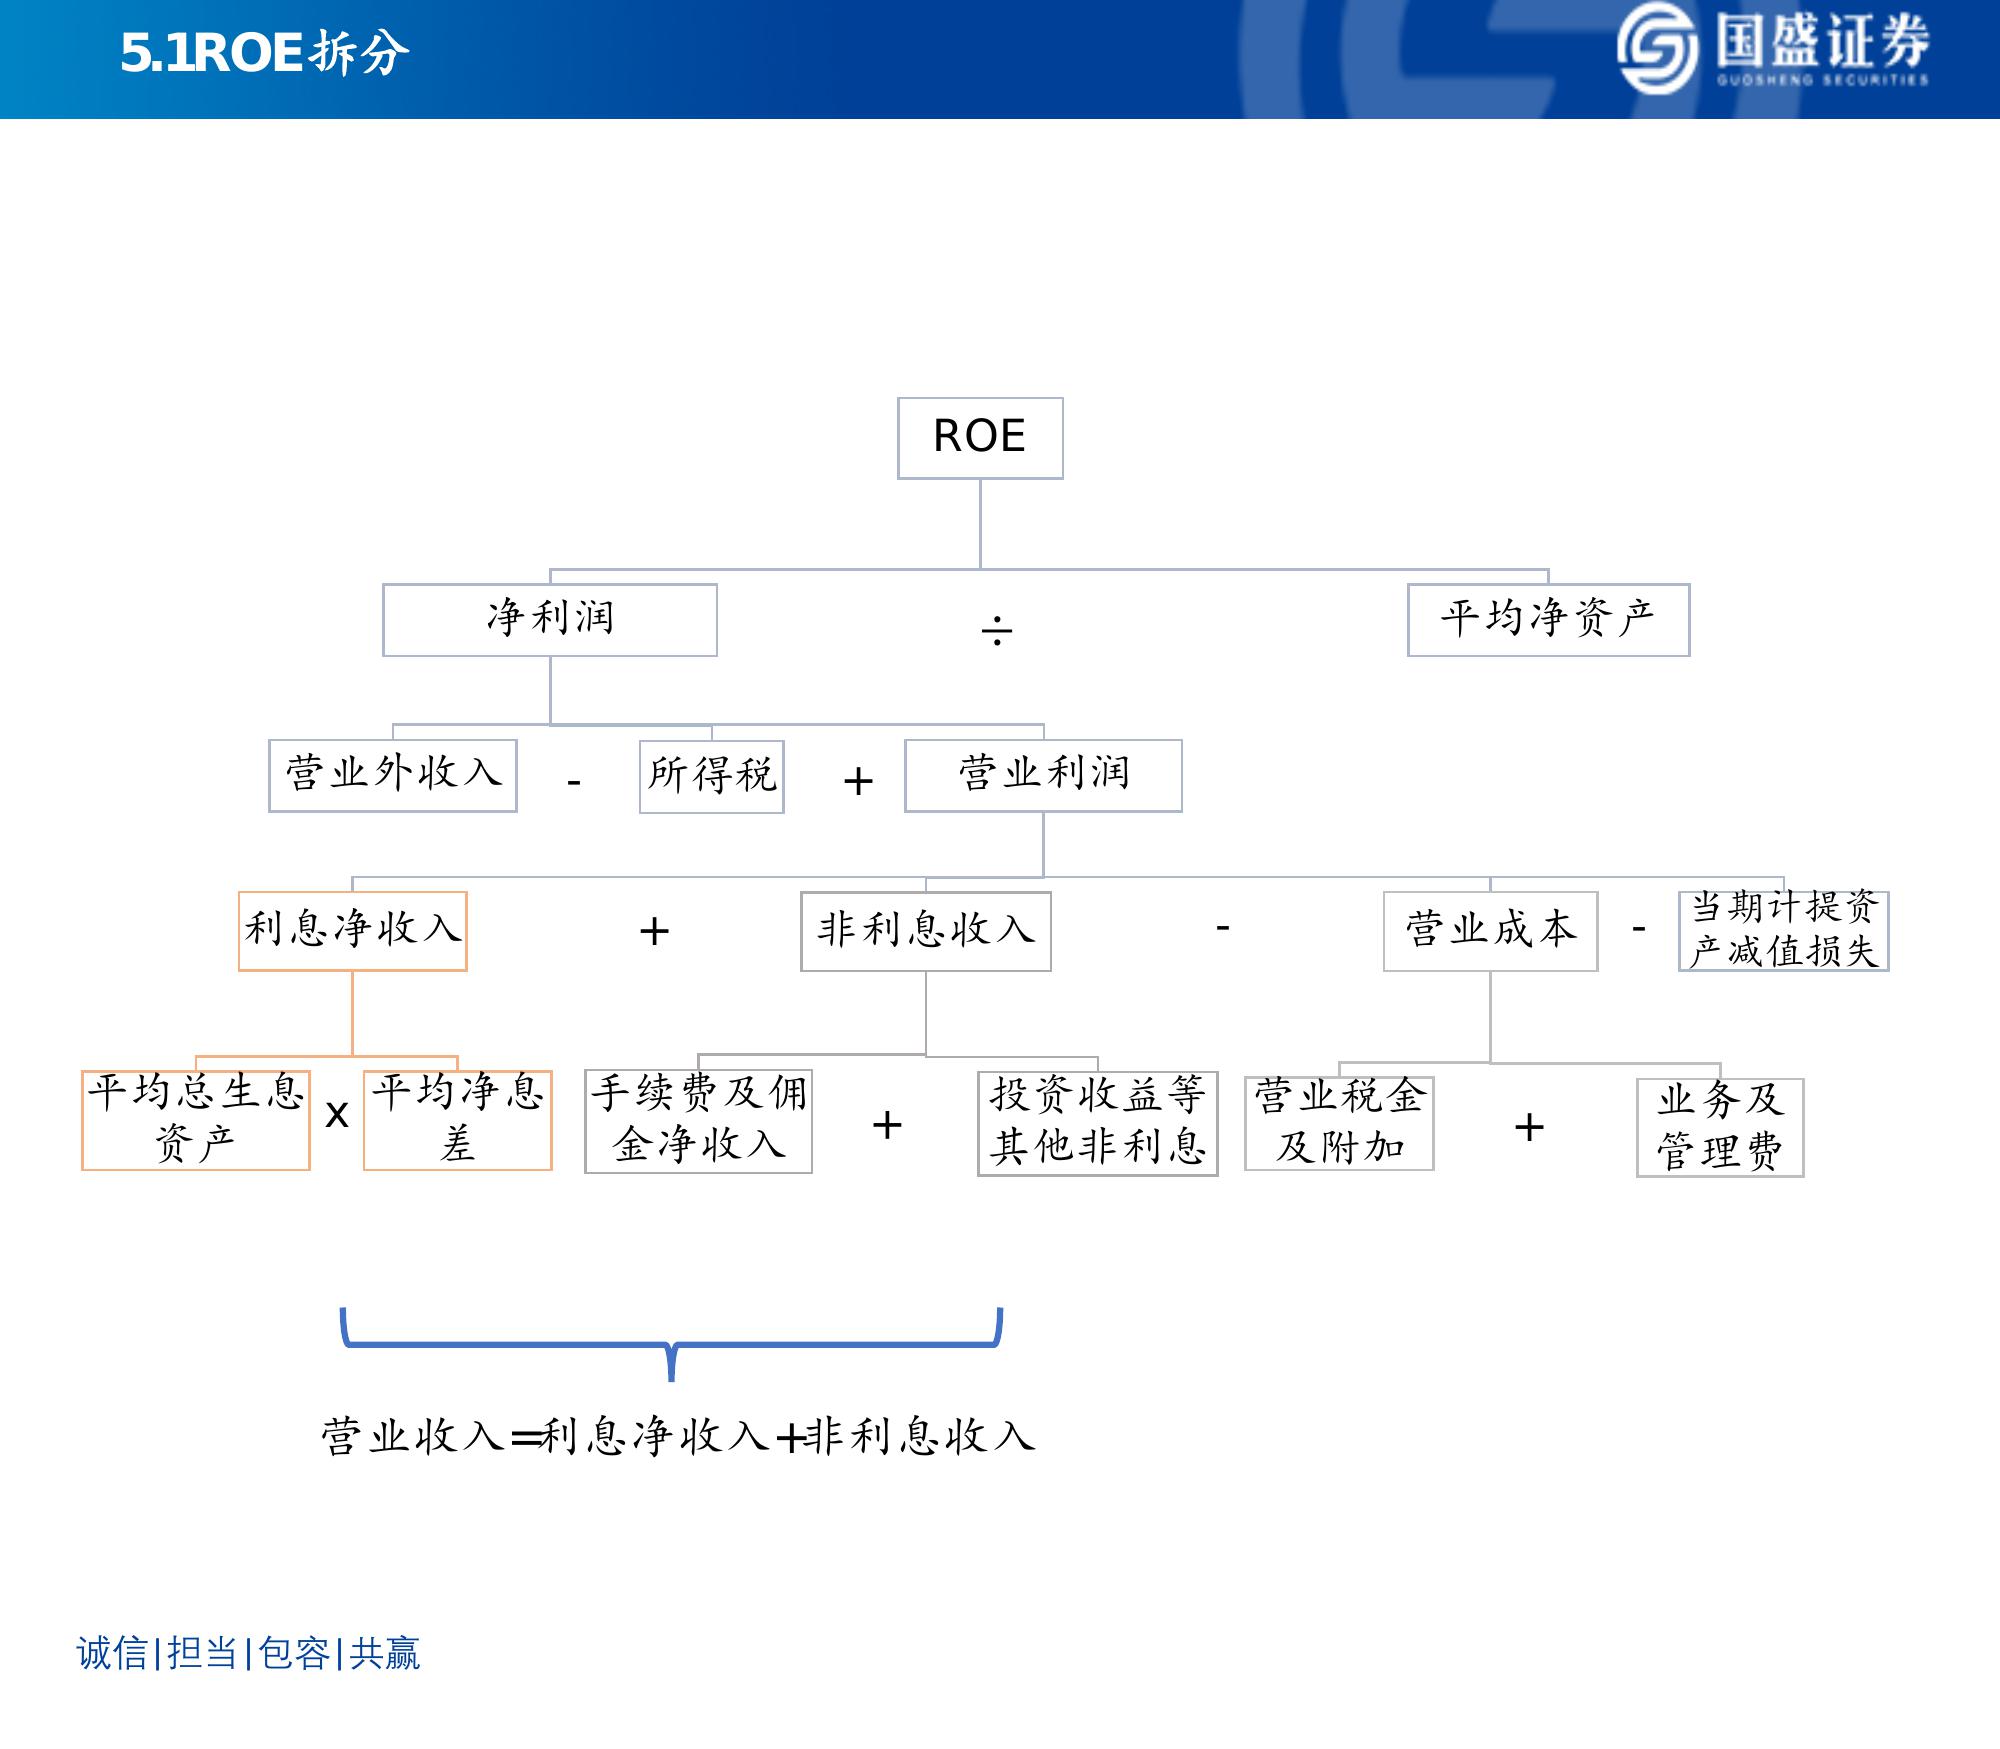 5.1ROE拆分
国盛证券
GUOSHENG SECURITIES
ROE
净利润
÷
平均净资产
营业外收入
-
所得税
+
营业利润
利息净收入
+
非利息收入
-
营业成本
-
当期计提资
产减值损失
平均总生息
资产
x
平均净息
差
手续费及佣
金净收入
+
投资收益等
其他非利息
营业税金
及附加
+
业务及
管理费
营业收入=利息净收入+非利息收入
诚信|担当|包容|共赢